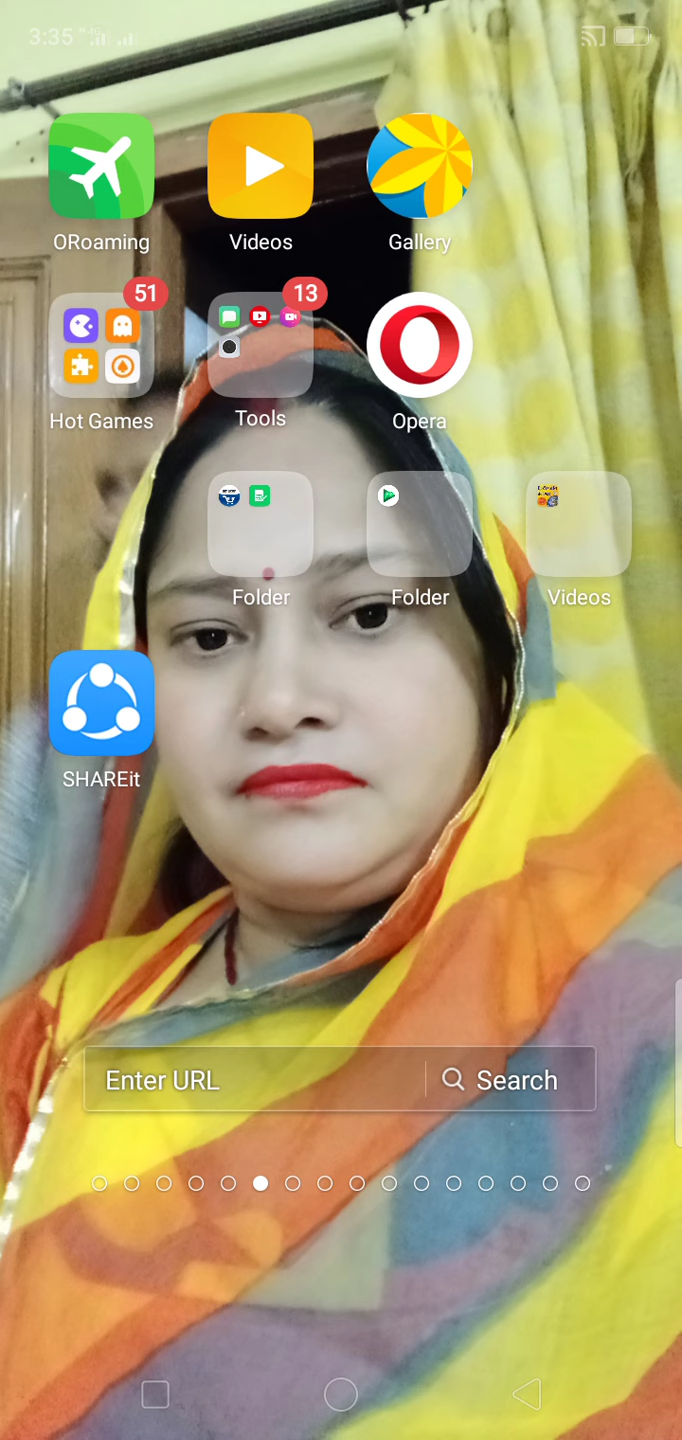 3:35
ORoaming
Videos
Gallery
51
13
Hot Games
Tools
Opera
Folder
Folder
Videos
SHAREit
Enter URL
Search